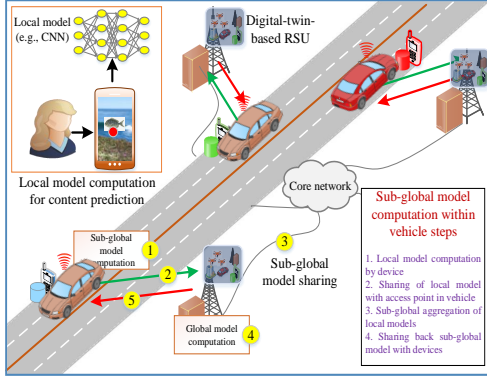 Local model
(e.g., CNN)
Digital-twin-
based RSU
Local model computation
for content prediction
Core network
Sub-global
model
computation
1
2
3
5
Sub-global
model sharing
Global model
computation
4
Sub-global model
computation within
vehicle steps
1. Local model computation
by device
2. Sharing of local model
with access point in vehicle
3. Sub-global aggregation of
local models
4. Sharing back sub-global
model with devices